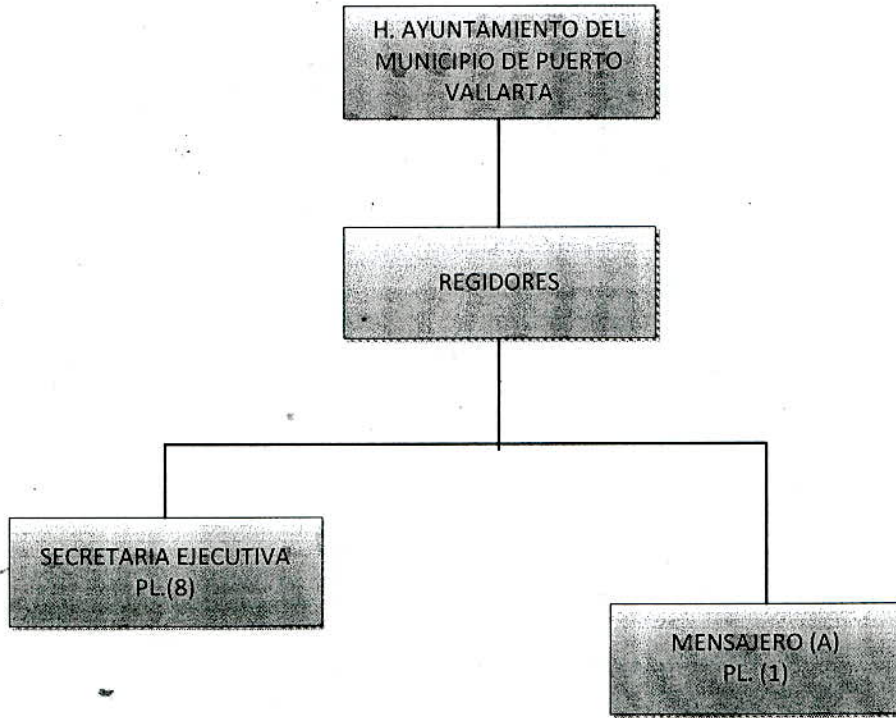 H. AYUNTAMIENTO DEL
MUNICIPIO DE PUERTO
VALLARTA
REGIDORES
SECRETARIA EJECUTIVA
PL.(8)
MENSAJERO (A)
PL. (1)